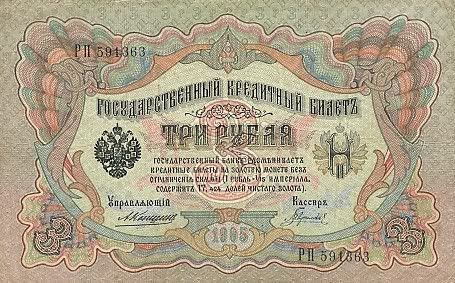 РП 591363
Государственный Кредитный Билетъ
ТРИ РУБЛЯ
Государственный Банкъ размѣниваетъ
кредитные билеты на золотую монету безъ
ограниченія суммы (1 рубль = 1/15 имперіала,
содержитъ 17,424 долей чистаго золота).
Управляющій
Кассиръ
1905
РП 591363